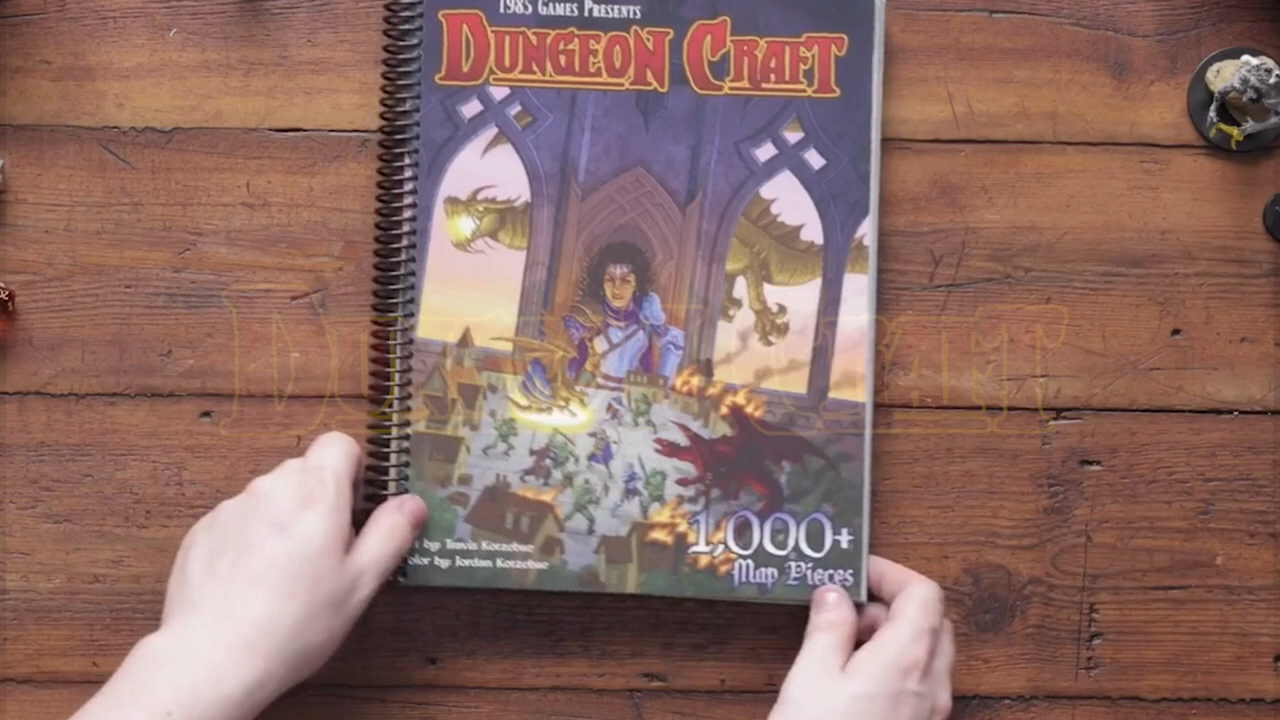 1985 Games Presents
Dungeon Craft
by: Travis Kotzebue
Color by: Jordan Kotzebue
1,000+
Map Pieces